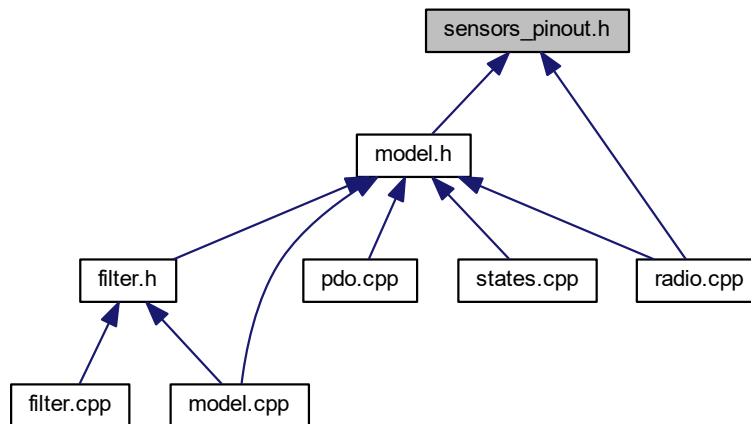 sensors_pinout.h
model.h
filter.h
pdo.cpp
states.cpp
radio.cpp
filter.cpp
model.cpp